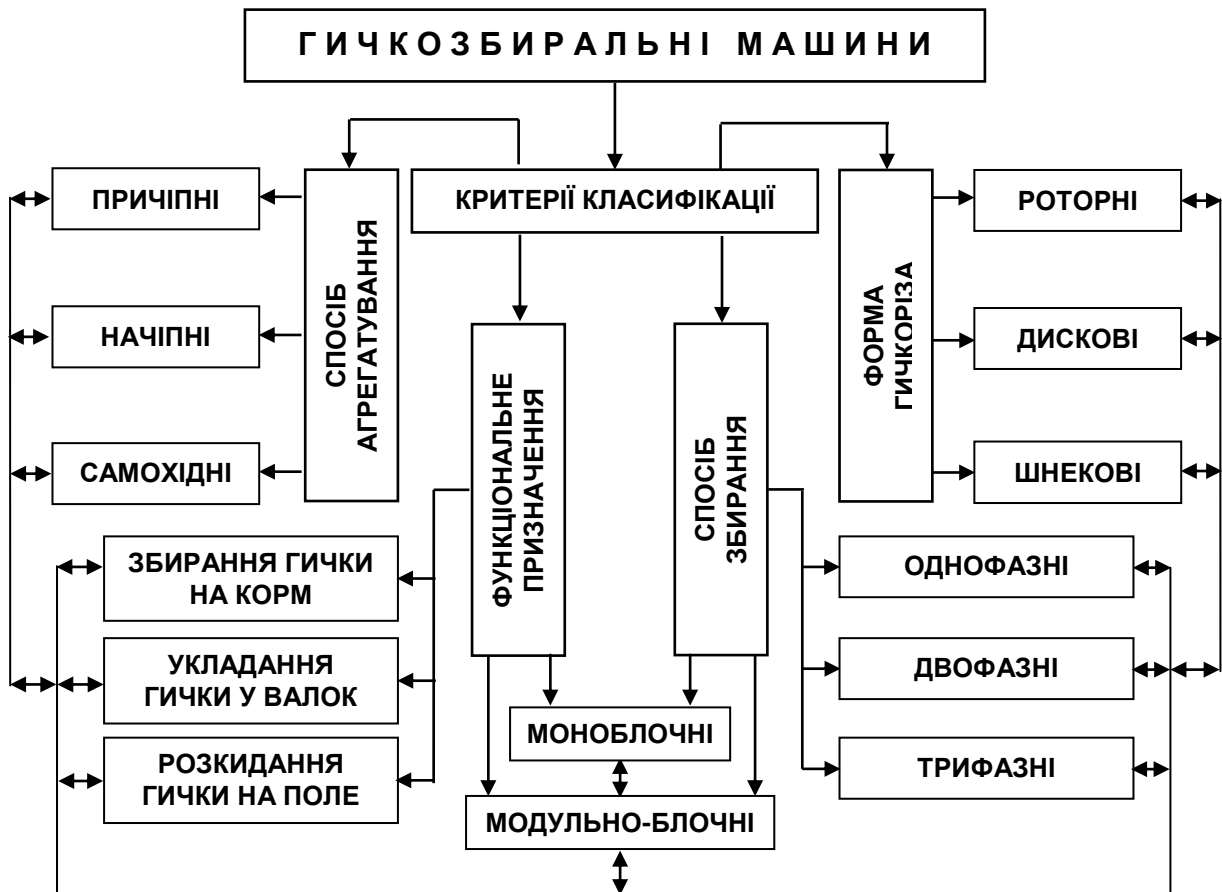 ГИЧКОЗБИРАЛЬНІ МАШИНИ
КРИТЕРІЇ КЛАСИФІКАЦІЇ
СПОСІБ
АГРЕГАТУВАННЯ
ПРИЧІПНІ
НАЧІПНІ
САМОХІДНІ
ФУНКЦІОНАЛЬНЕ
ПРИЗНАЧЕННЯ
ЗБИРАННЯ ГИЧКИ
НА КОРМ
УКЛАДАННЯ
ГИЧКИ У ВАЛОК
РОЗКИДАННЯ
ГИЧКИ НА ПОЛЕ
СПОСІБ
ЗБИРАННЯ
ОДНОФАЗНІ
ДВОФАЗНІ
ТРИФАЗНІ
ФОРМА
ГИЧКОРІЗА
РОТОРНІ
ДИСКОВІ
ШНЕКОВІ
МОНОБЛОЧНІ
МОДУЛЬНО-БЛОЧНІ